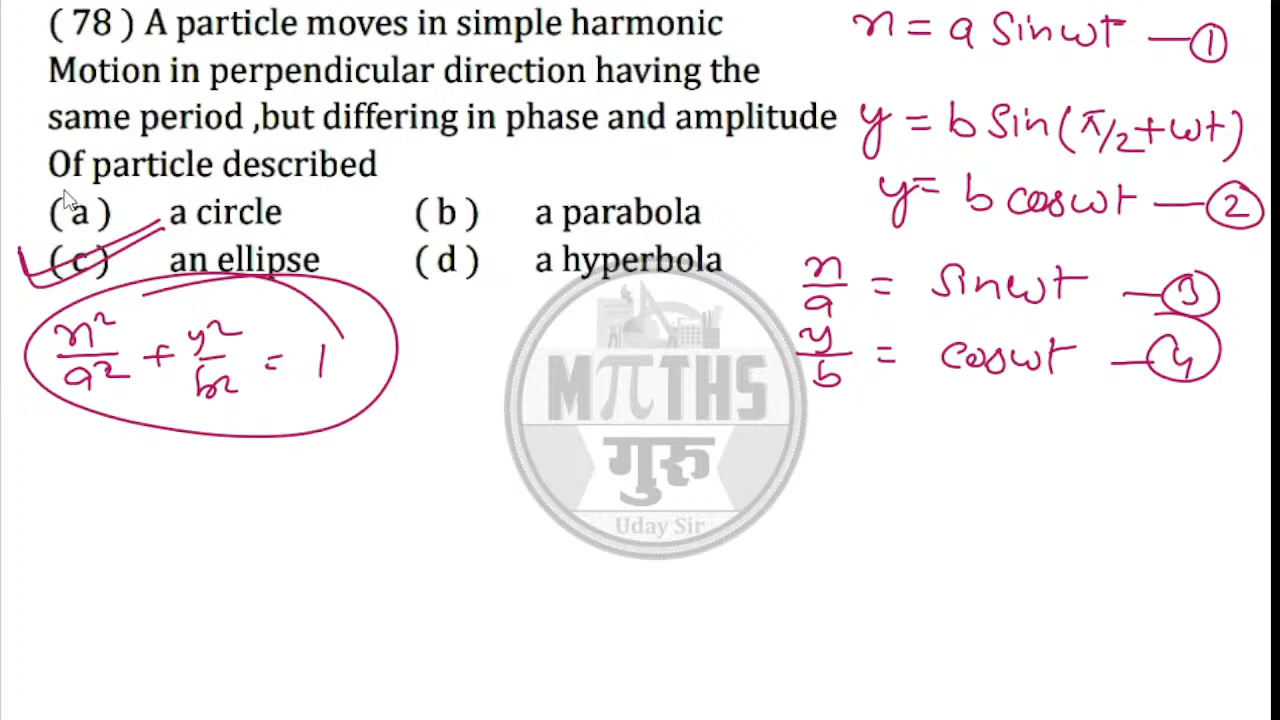 ( 78 ) A particle moves in simple harmonic
Motion in perpendicular direction having the
same period ,but differing in phase and amplitude
Of particle described
( a ) a circle ( b ) a parabola
( c ) an ellipse ( d ) a hyperbola
x = a Sin ωt — 1
y = b Sin(π/2 + ωt)
y = b cos ωt — 2
x/a = sin ωt — 3
y/b = cos ωt — 4
x²/a² + y²/b² = 1
MπTHS
गुरु
Uday Sir